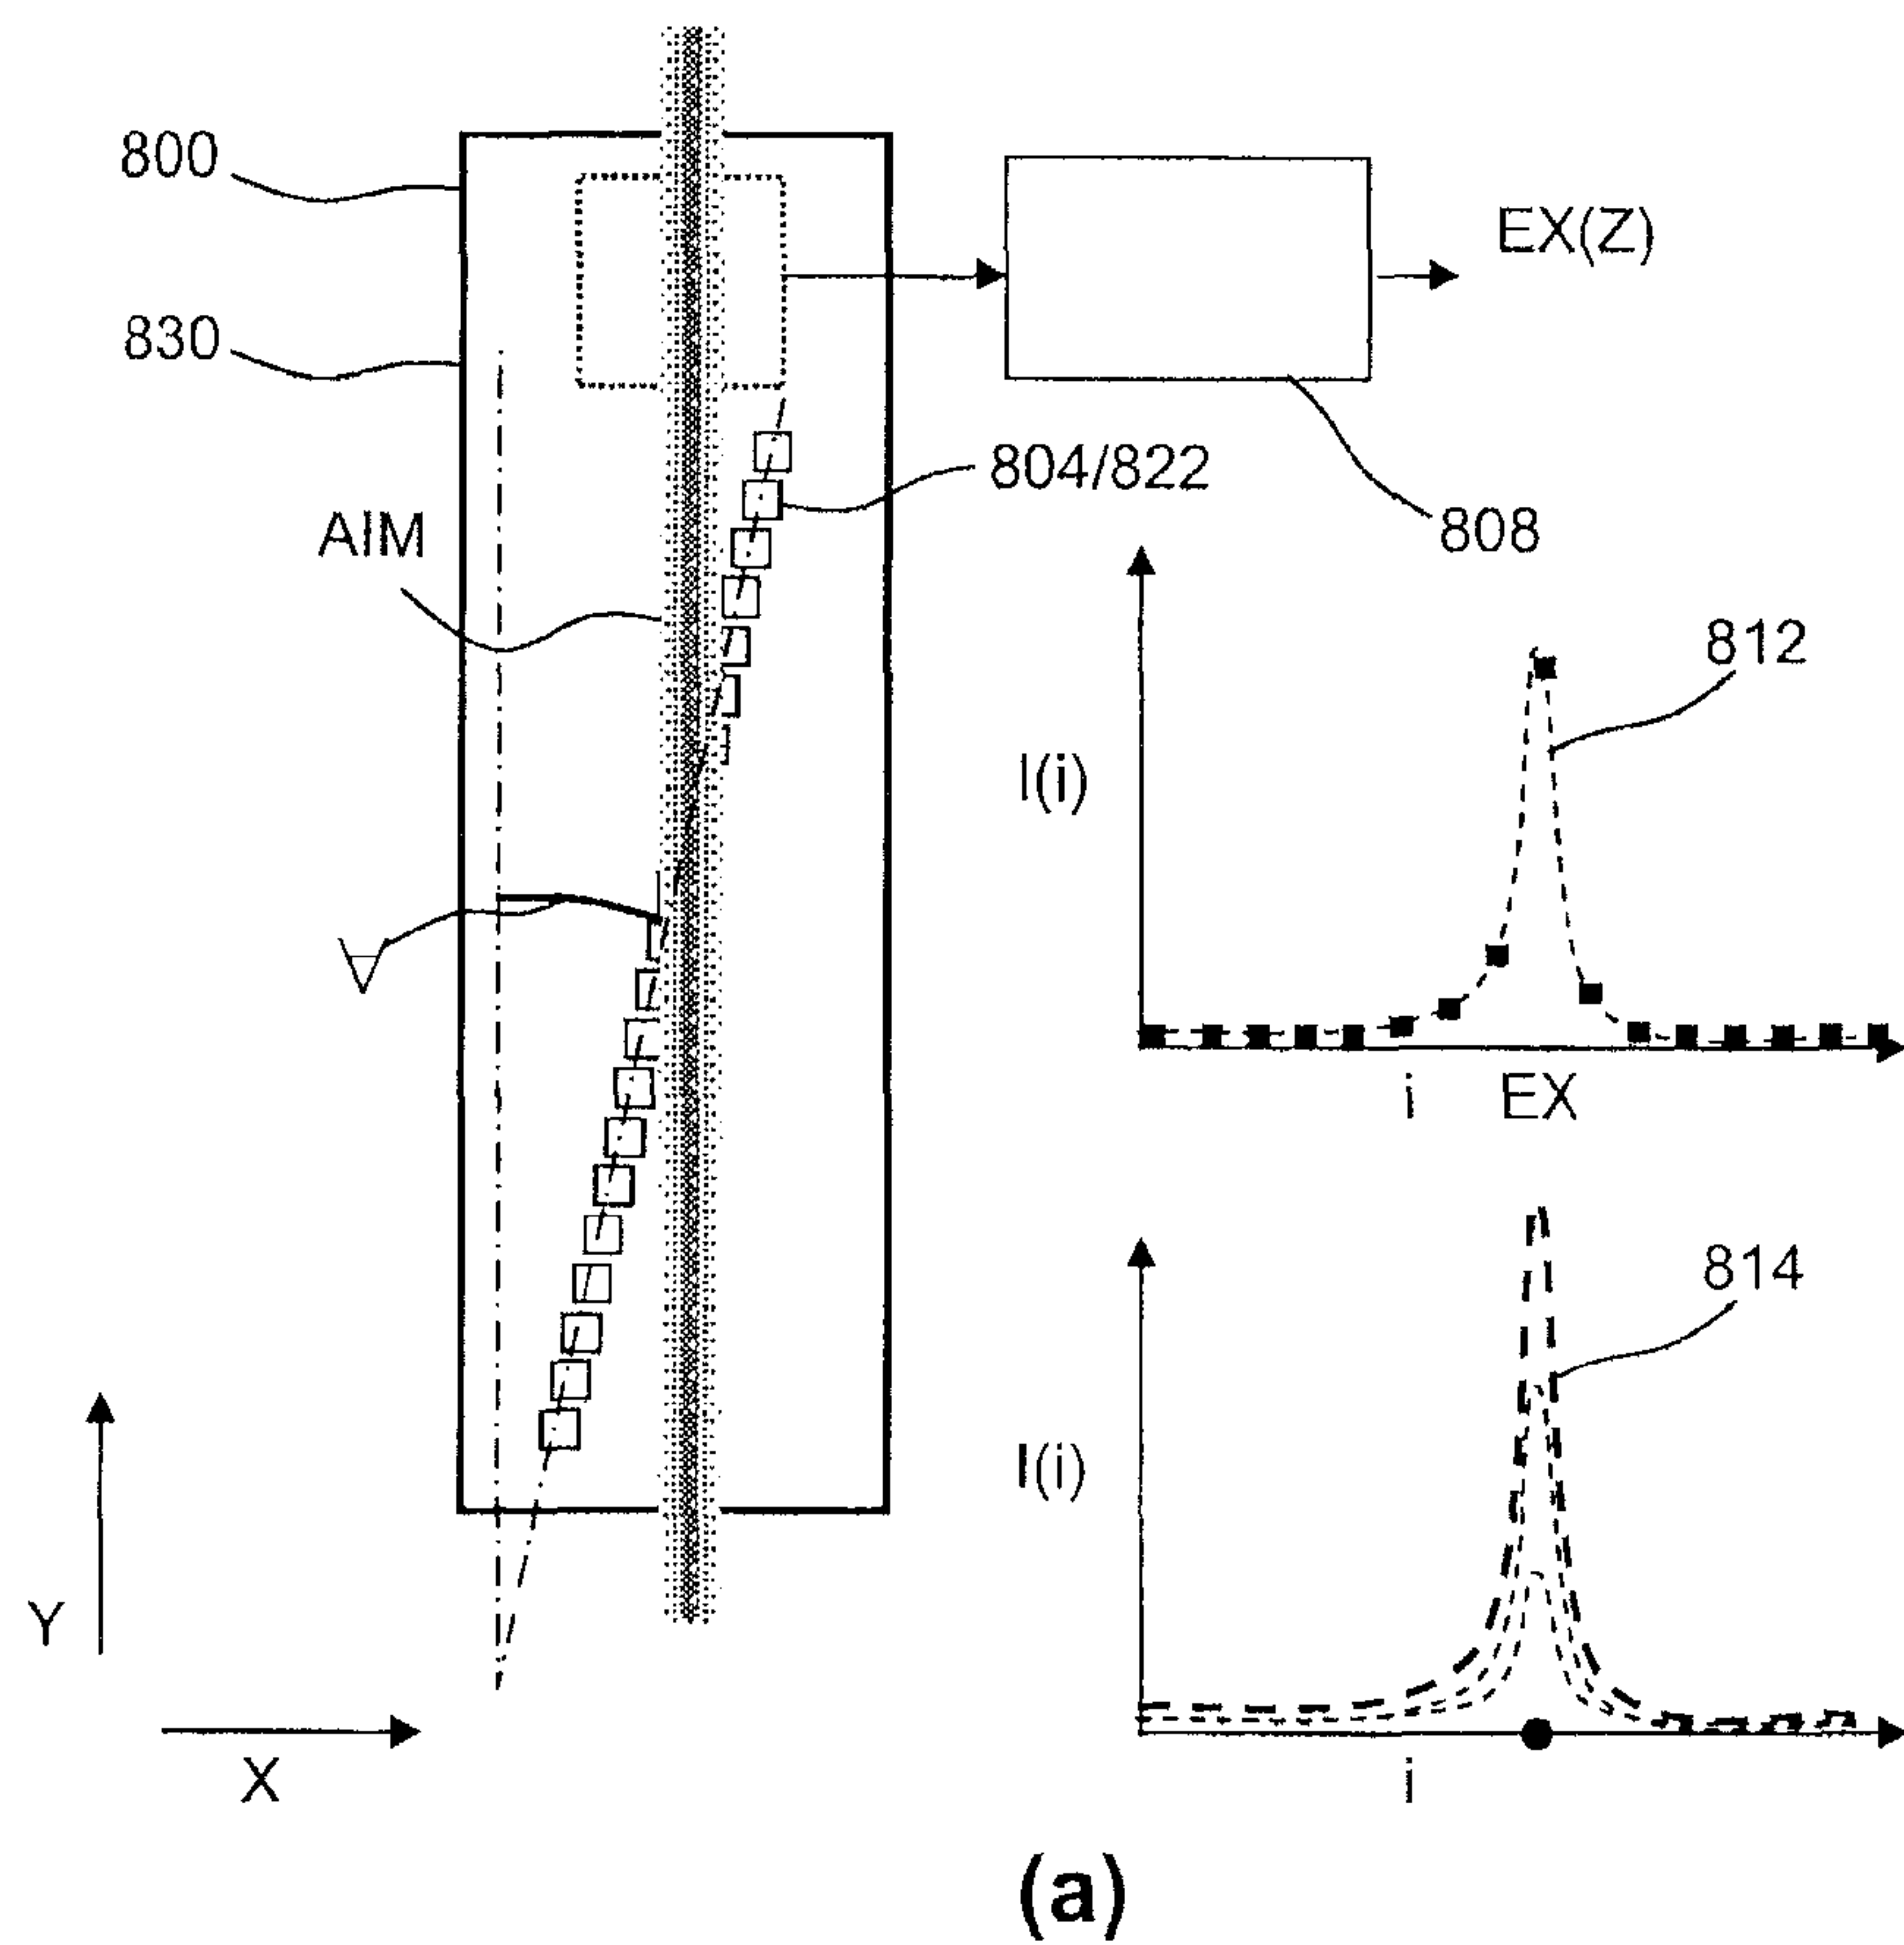 800
830
EX(Z)
804/822
AIM
808
812
I(i)
∀
i EX
814
I(i)
Y
i
X
(a)